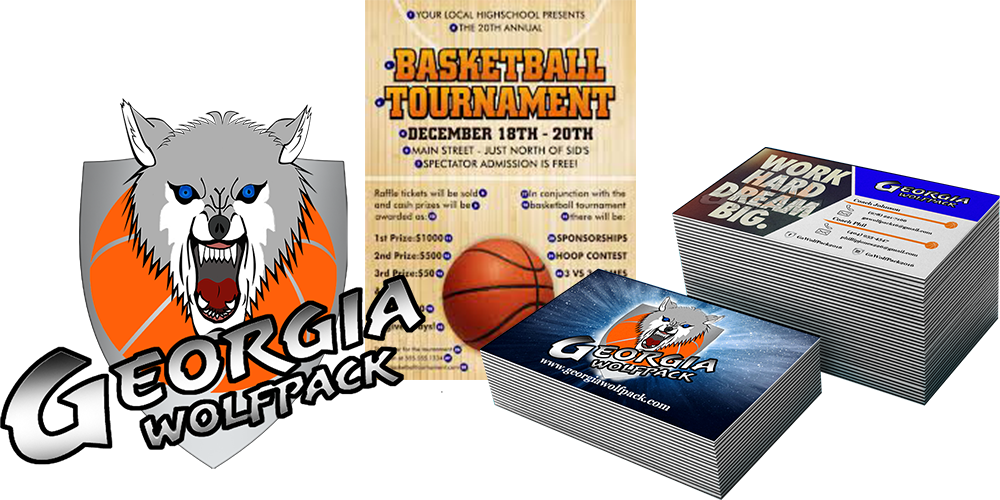 GEORGIA
WOLFPACK
YOUR LOCAL HIGHSCHOOL PRESENTS
THE 20TH ANNUAL
BASKETBALL
TOURNAMENT
DECEMBER 18TH - 20TH
MAIN STREET - JUST NORTH OF SID'S
SPECTATOR ADMISSION IS FREE!
Raffle tickets will be sold
and cash prizes will be
awarded as:
1st Prize:$1000
2nd Prize:$500
3rd Prize:$50
In conjunction with the
basketball tournament
there will be:
SPONSORSHIPS
HOOP CONTEST
3 VS
GEORGIA
WOLFPACK
www.georgiawolfpack.com
WORK
HARD
DREAM
BIG.
GEORGIA
WOLFPACK
Coach Johnson
Coach Phil